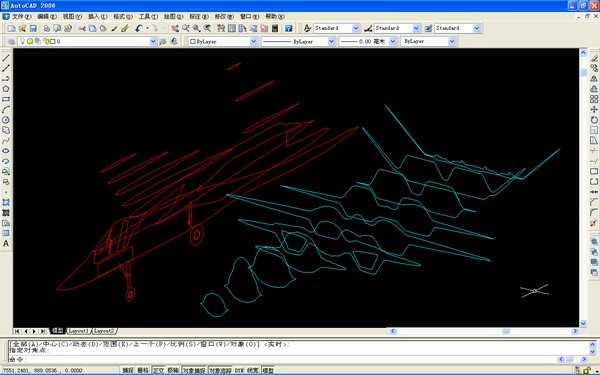 AutoCAD 2006
文件(F) 编辑(E) 视图(V) 插入(I) 格式(O) 工具(T) 绘图(D) 标注(N) 修改(M) 窗口(W) 帮助(H)
Standard Standard Standard
0 ByLayer ByLayer 0.00 毫米 ByLayer
模型 Layout1 Layout2
[全部(A)/中心(C)/动态(D)/范围(E)/上一个(P)/比例(S)/窗口(W)/对象(O)] <实时>:
指定对角点:
命令:
7551.2481, 889.0536 , 0.0000 捕捉 栅格 正交 极轴 对象捕捉 对象追踪 DYN 线宽 模型